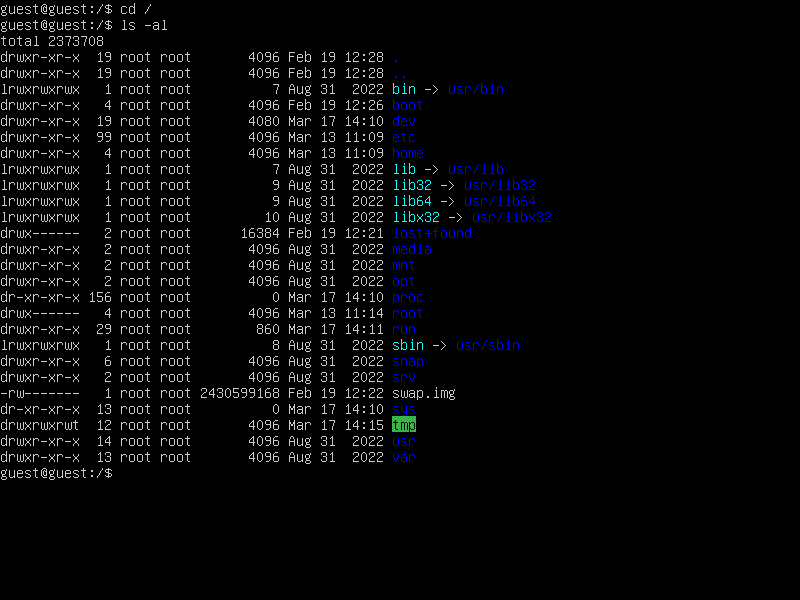 guest@guest:/$ cd /
guest@guest:/$ ls -al
total 2373708
drwxr-xr-x  19 root root       4096 Feb 19 12:28 .
drwxr-xr-x  19 root root       4096 Feb 19 12:28 ..
lrwxrwxrwx   1 root root          7 Aug 31  2022 bin -> usr/bin
drwxr-xr-x   4 root root       4096 Feb 19 12:26 boot
drwxr-xr-x  19 root root       4080 Mar 17 14:10 dev
drwxr-xr-x  99 root root       4096 Mar 13 11:09 etc
drwxr-xr-x   4 root root       4096 Mar 13 11:09 home
lrwxrwxrwx   1 root root          7 Aug 31  2022 lib -> usr/lib
lrwxrwxrwx   1 root root          9 Aug 31  2022 lib32 -> usr/lib32
lrwxrwxrwx   1 root root          9 Aug 31  2022 lib64 -> usr/lib64
lrwxrwxrwx   1 root root         10 Aug 31  2022 libx32 -> usr/libx32
drwx------   2 root root      16384 Feb 19 12:21 lost+found
drwxr-xr-x   2 root root       4096 Aug 31  2022 media
drwxr-xr-x   2 root root       4096 Aug 31  2022 mnt
drwxr-xr-x   2 root root       4096 Aug 31  2022 opt
dr-xr-xr-x 156 root root          0 Mar 17 14:10 proc
drwx------   4 root root       4096 Mar 13 11:14 root
drwxr-xr-x  29 root root        860 Mar 17 14:11 run
lrwxrwxrwx   1 root root          8 Aug 31  2022 sbin -> usr/sbin
drwxr-xr-x   6 root root       4096 Aug 31  2022 snap
drwxr-xr-x   2 root root       4096 Aug 31  2022 srv
-rw-------   1 root root 2430599168 Feb 19 12:22 swap.img
dr-xr-xr-x  13 root root          0 Mar 17 14:10 sys
drwxrwxrwt  12 root root       4096 Mar 17 14:15 tmp
drwxr-xr-x  14 root root       4096 Aug 31  2022 usr
drwxr-xr-x  13 root root       4096 Aug 31  2022 var
guest@guest:/$